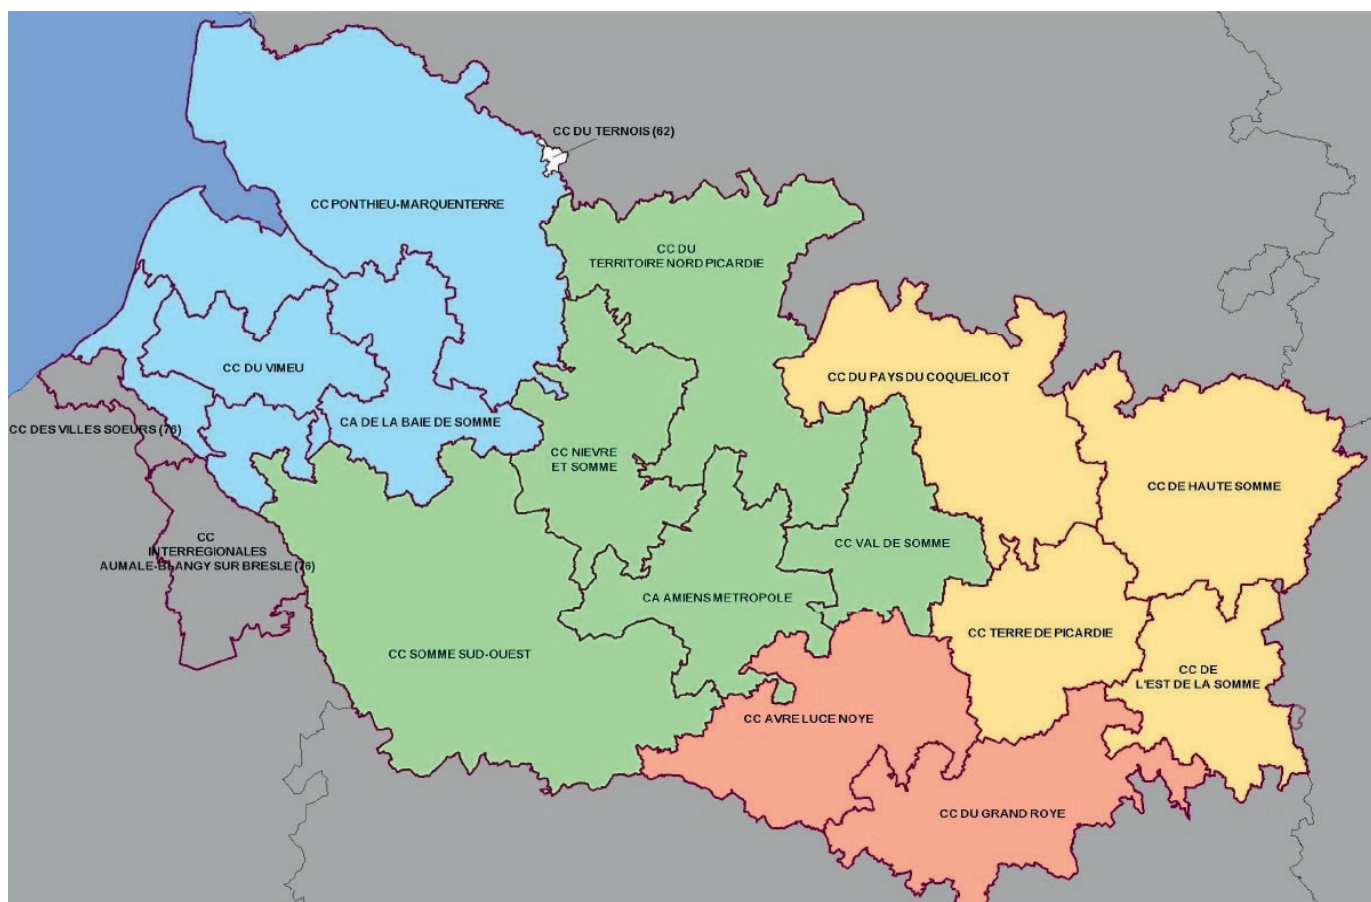 CC DU TERNOIS (62)
CC PONTHIEU-MARQUENTERRE
CC DU
TERRITOIRE NORD PICARDIE
CC DU VIMEU
CC DU PAYS DU COQUELICOT
CC DES VILLES SOEURS (76)
CA DE LA BAIE DE SOMME
CC NIEVRE
ET SOMME
CC DE HAUTE SOMME
CC
INTERREGIONALES
AUMALE-BLANGY SUR BRESLE (76)
CC VAL DE SOMME
CA AMIENS METROPOLE
CC TERRE DE PICARDIE
CC SOMME SUD-OUEST
CC DE
L'EST DE LA SOMME
CC AVRE LUCE NOYE
CC DU GRAND ROYE